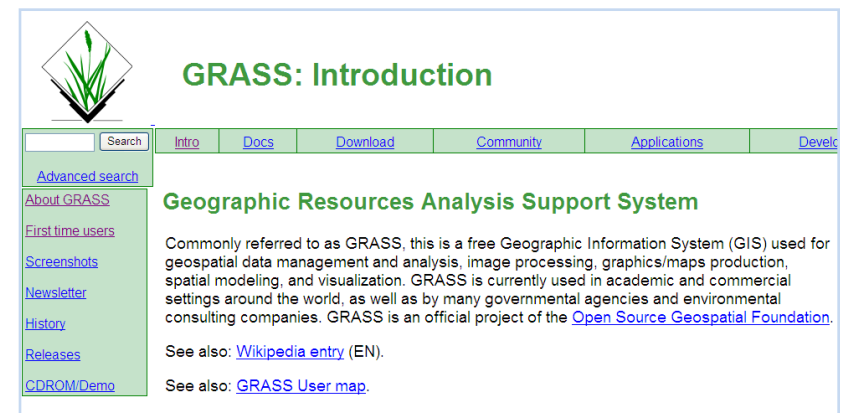 GRASS: Introduction
Search
Intro Docs Download Community Applications Develo
Advanced search
About GRASS
First time users
Screenshots
Newsletter
History
Releases
CDROM/Demo
Geographic Resources Analysis Support System
Commonly referred to as GRASS, this is a free Geographic Information System (GIS) used for
geospatial data management and analysis, image processing, graphics/maps production,
spatial modeling, and visualization. GRASS is currently used in academic and commercial
settings around the world, as well as by many governmental agencies and environmental
consulting companies. GRASS is an official project of the Open Source Geospatial Foundation.
See also: Wikipedia entry (EN).
See also: GRASS User map.